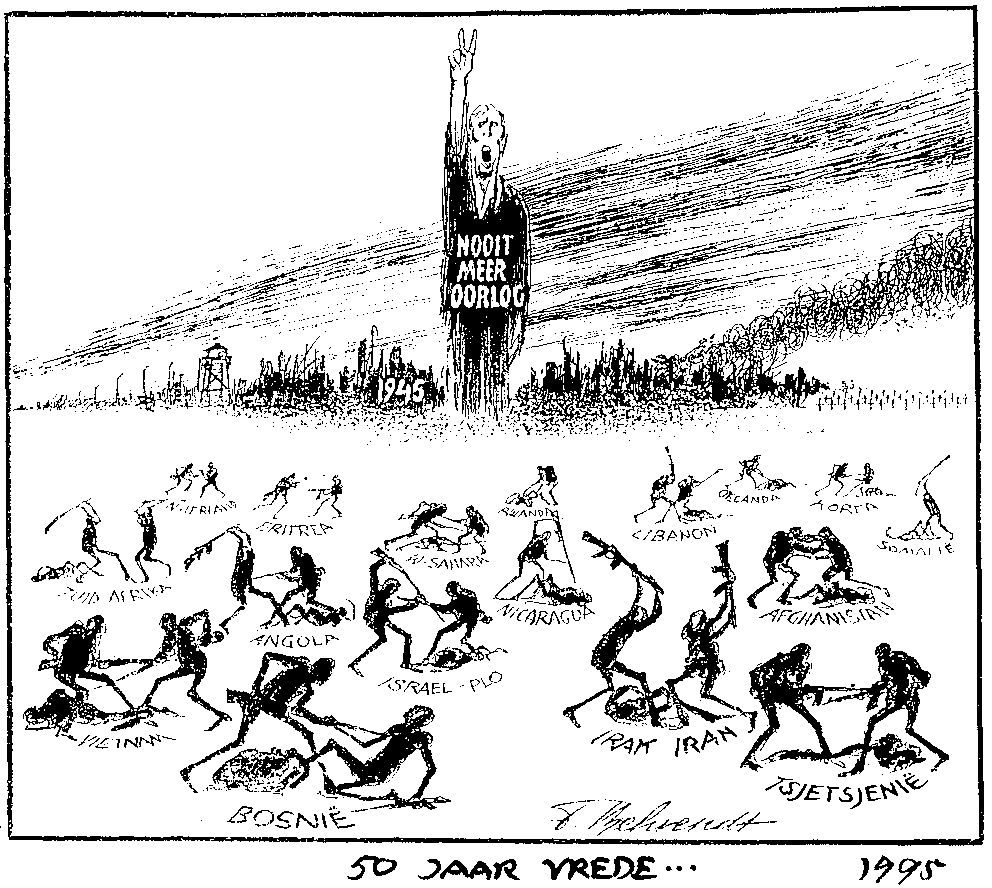 NOOIT
MEER
OORLOG
1945
ERITREA
RWANDA
LIBANON
OEGANDA
KOREA
SOMALIË
ZUID AFRIKA
W-SAHARA
NICARAGUA
AFGHANISTAN
ANGOLA
ISRAEL - PLO
VIETNAM
IRAK IRAN
TSJETSJENIË
BOSNIË
F. Behrendt
50 JAAR VREDE... 1995